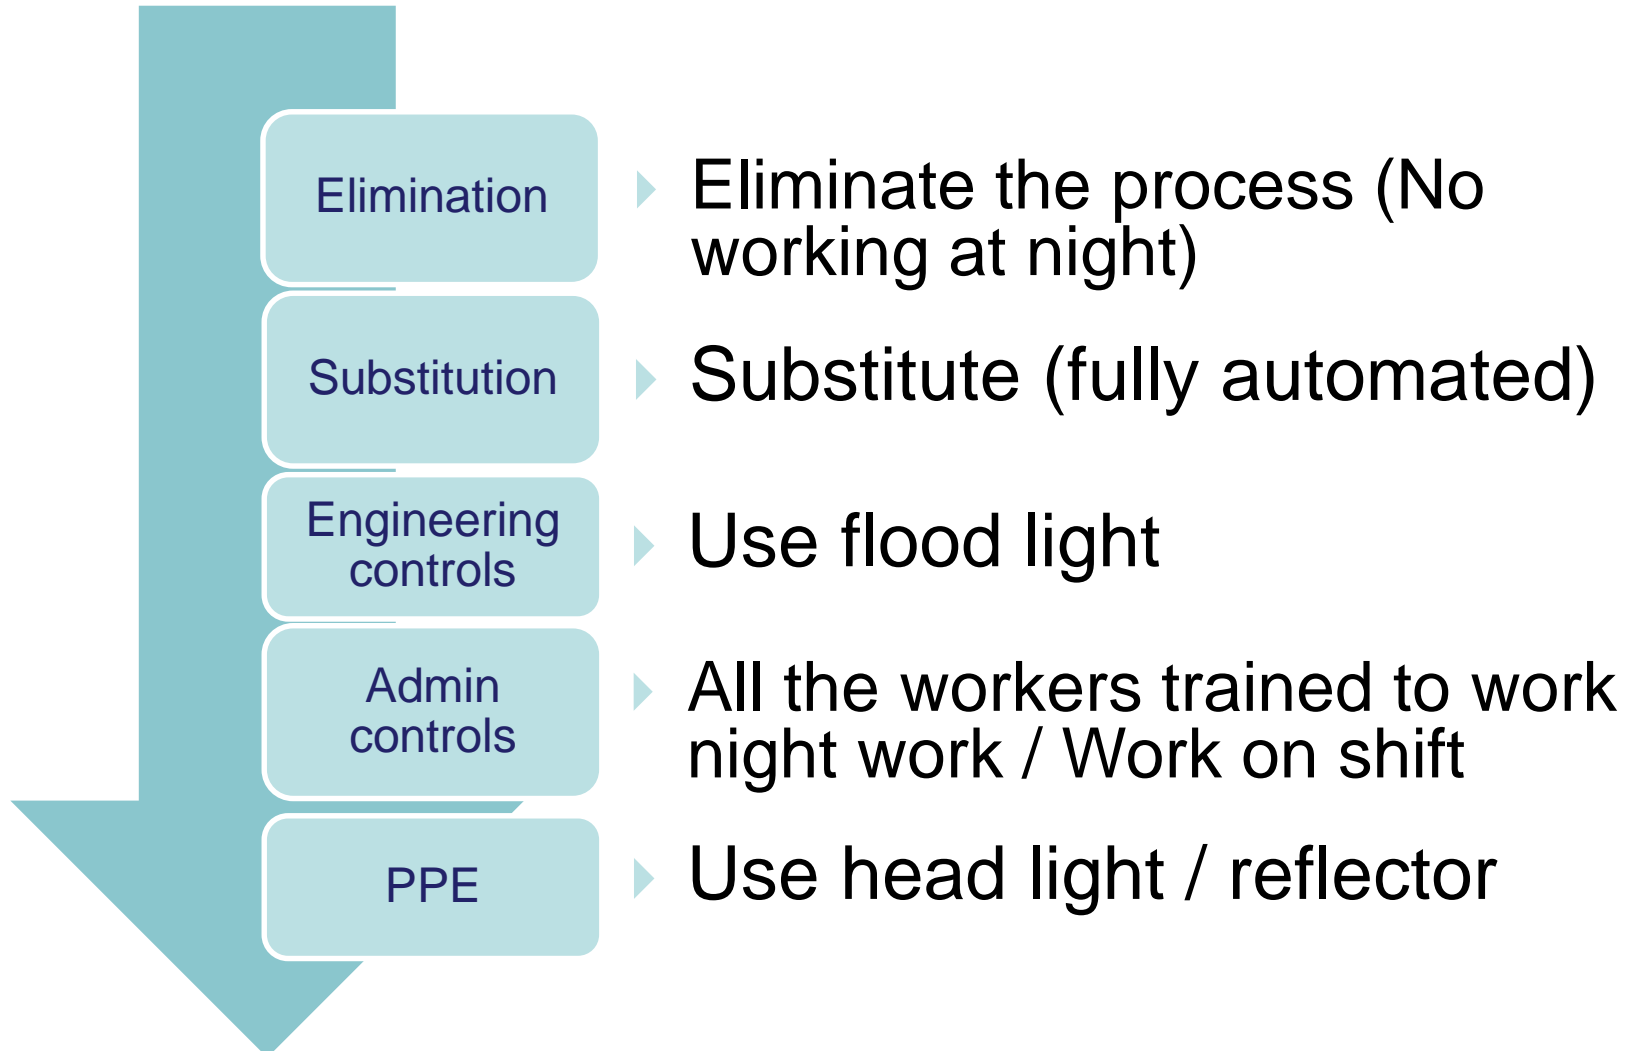 Elimination
Eliminate the process (No
working at night)
Substitution
Substitute (fully automated)
Engineering
controls
Use flood light
Admin
controls
All the workers trained to work
night work / Work on shift
PPE
Use head light / reflector